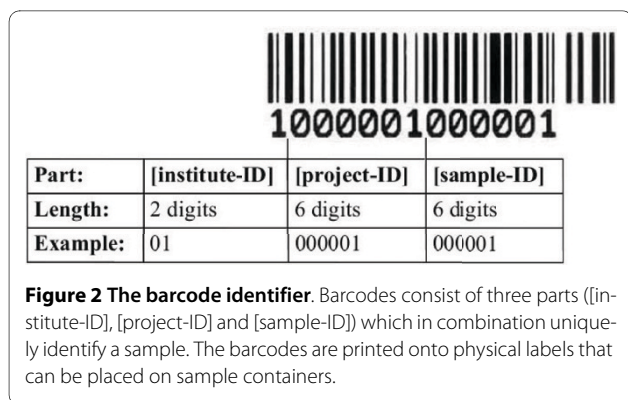 1000001000001
Part: [institute-ID] [project-ID] [sample-ID]
Length: 2 digits 6 digits 6 digits
Example: 01 000001 000001
Figure 2 The barcode identifier. Barcodes consist of three parts ([in-
stitute-ID], [project-ID] and [sample-ID]) which in combination unique-
ly identify a sample. The barcodes are printed onto physical labels that
can be placed on sample containers.